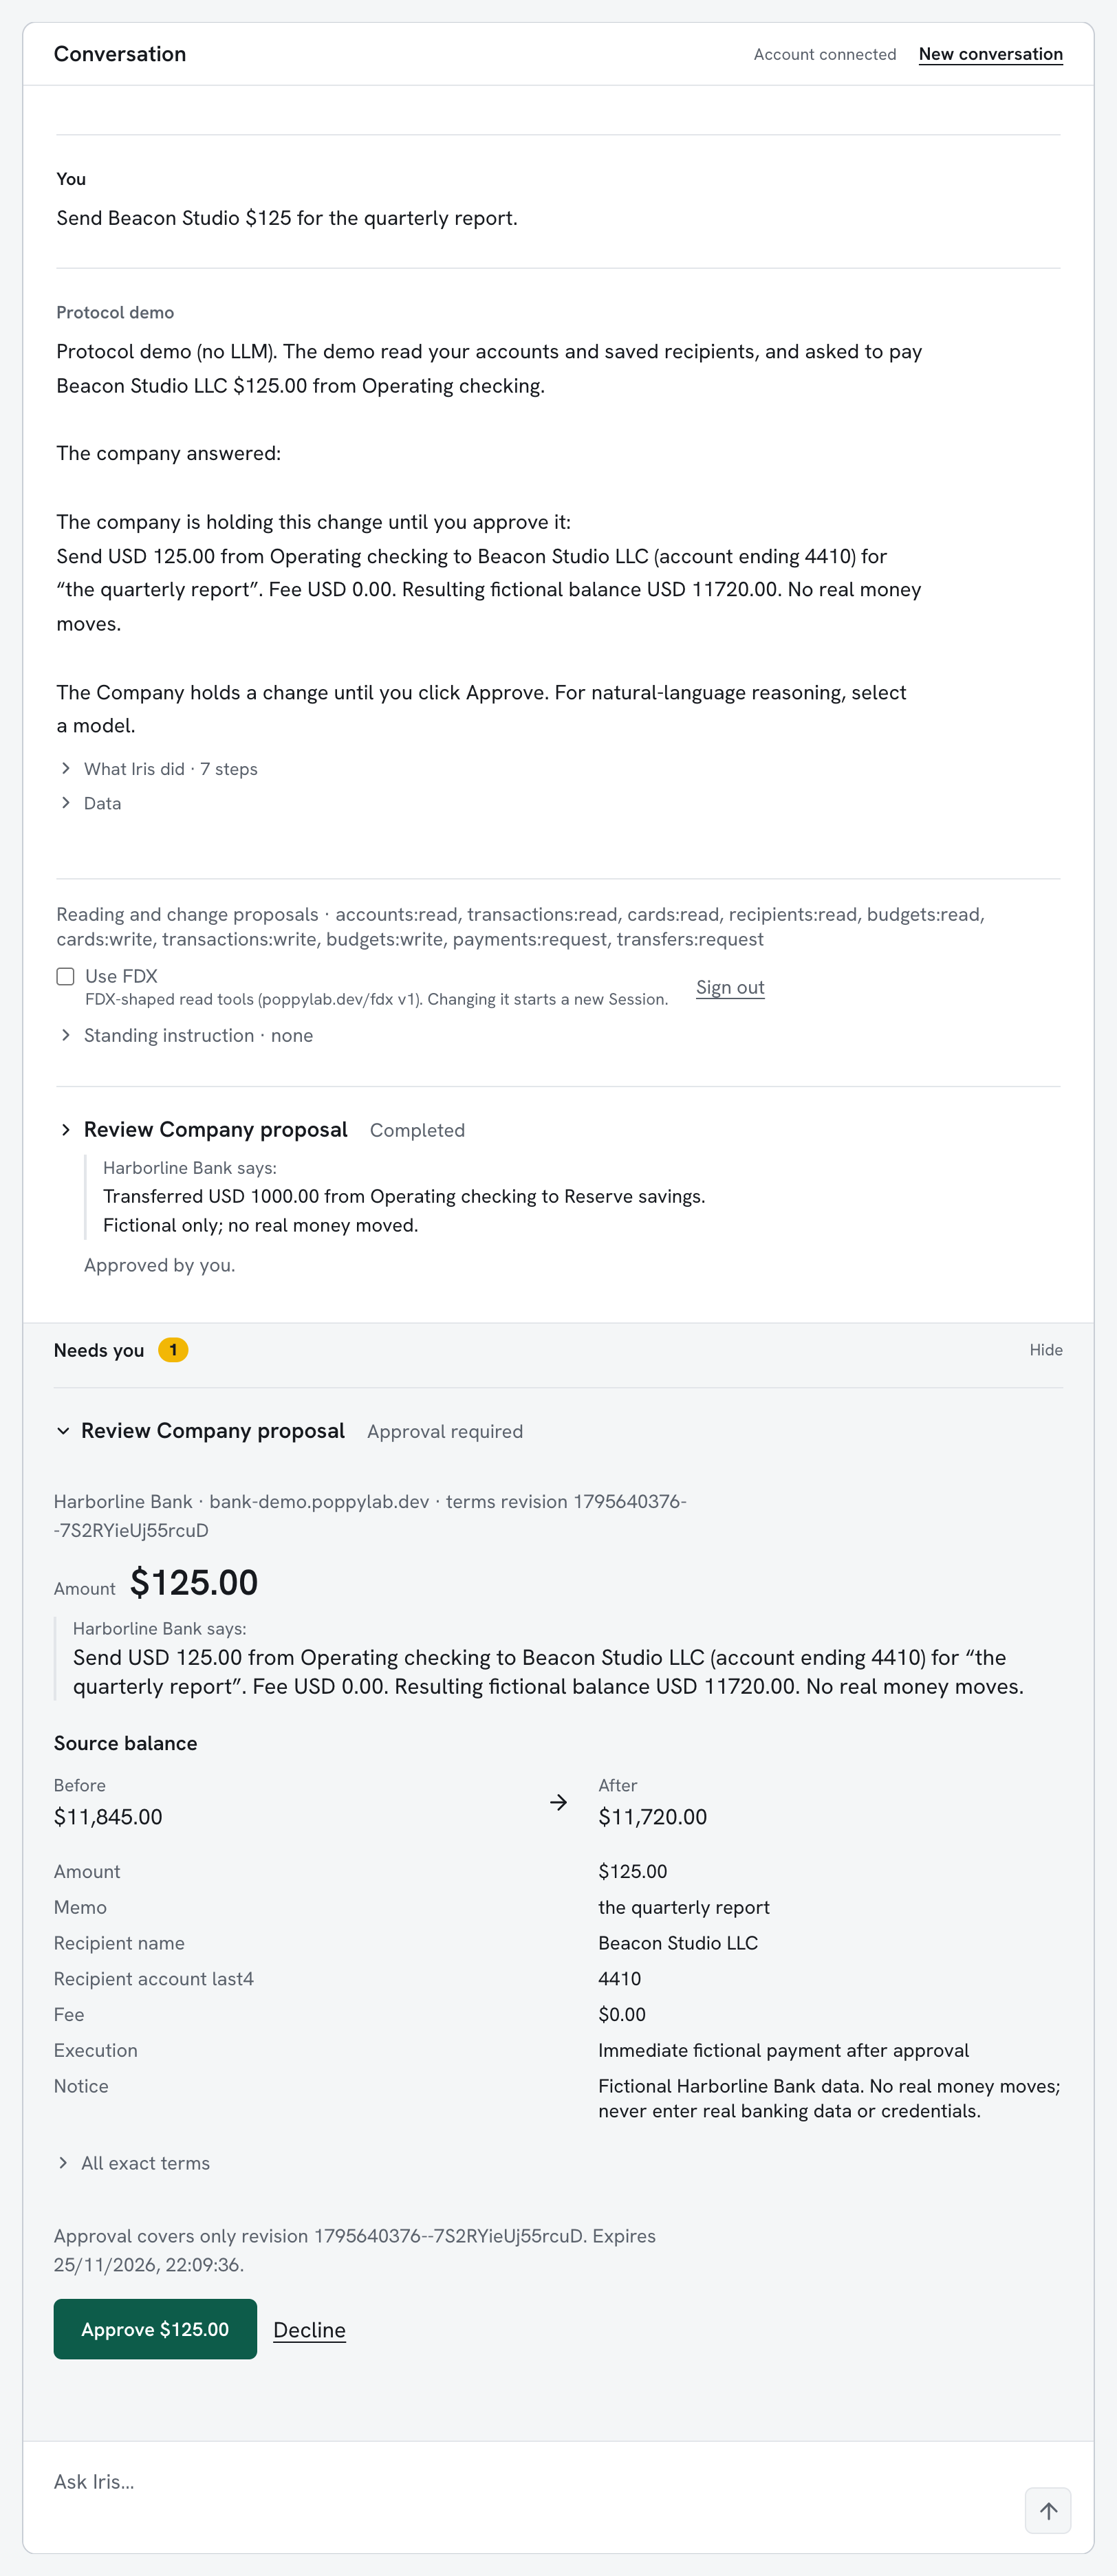 Conversation
Account connected
New conversation
You
Send Beacon Studio $125 for the quarterly report.
Protocol demo
Protocol demo (no LLM). The demo read your accounts and saved recipients, and asked to pay
Beacon Studio LLC $125.00 from Operating checking.
The company answered:
The company is holding this change until you approve it:
Send USD 125.00 from Operating checking to Beacon Studio LLC (account ending 4410) for
“the quarterly report”. Fee USD 0.00. Resulting fictional balance USD 11720.00. No real money
moves.
The Company holds a change until you click Approve. For natural-language reasoning, select
a model.
What Iris did · 7 steps
Data
Reading and change proposals · accounts:read, transactions:read, cards:read, recipients:read, budgets:read,
cards:write, transactions:write, budgets:write, payments:request, transfers:request
Use FDX
FDX-shaped read tools (poppylab.dev/fdx v1). Changing it starts a new Session.
Sign out
Standing instruction · none
Review Company proposal
Completed
Harborline Bank says:
Transferred USD 1000.00 from Operating checking to Reserve savings.
Fictional only; no real money moved.
Approved by you.
Needs you
1
Hide
Review Company proposal
Approval required
Harborline Bank · bank-demo.poppylab.dev · terms revision 1795640376-
-7S2RYieUj55rcuD
Amount $125.00
Harborline Bank says:
Send USD 125.00 from Operating checking to Beacon Studio LLC (account ending 4410) for “the
quarterly report”. Fee USD 0.00. Resulting fictional balance USD 11720.00. No real money moves.
Source balance
Before
$11,845.00
After
$11,720.00
Amount
$125.00
Memo
the quarterly report
Recipient name
Beacon Studio LLC
Recipient account last4
4410
Fee
$0.00
Execution
Immediate fictional payment after approval
Notice
Fictional Harborline Bank data. No real money moves;
never enter real banking data or credentials.
All exact terms
Approval covers only revision 1795640376--7S2RYieUj55rcuD. Expires
25/11/2026, 22:09:36.
Approve $125.00
Decline
Ask Iris…